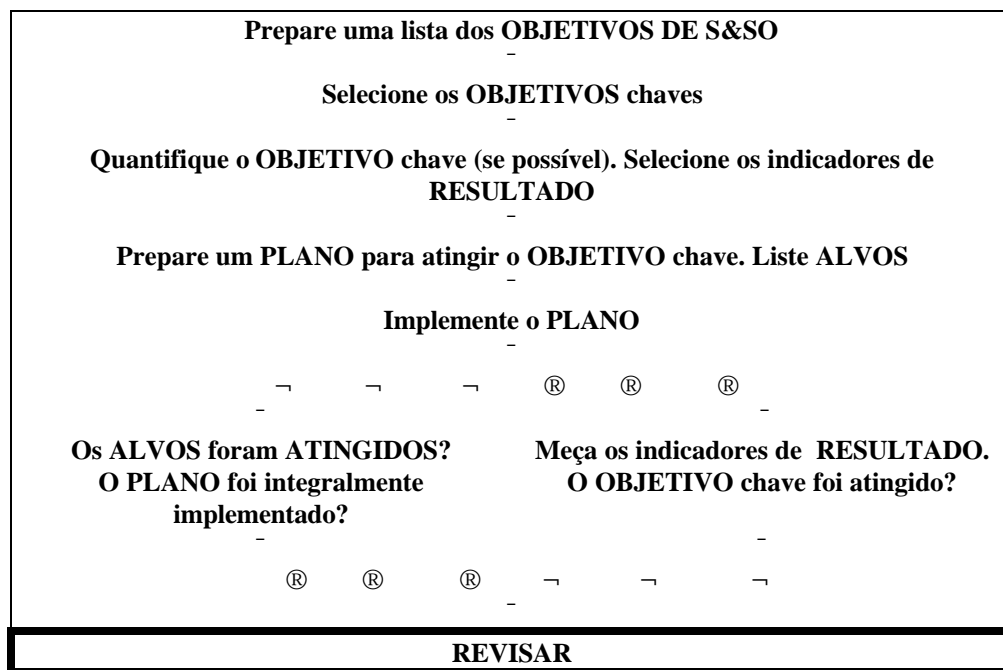 Prepare uma lista dos OBJETIVOS DE S&SO
–
Selecione os OBJETIVOS chaves
–
Quantifique o OBJETIVO chave (se possível). Selecione os indicadores de
RESULTADO
–
Prepare um PLANO para atingir o OBJETIVO chave. Liste ALVOS
–
Implemente o PLANO
–
¬ ¬ ¬ ® ® ®
– –
Os ALVOS foram ATINGIDOS?
O PLANO foi integralmente
implementado?
–
Meça os indicadores de RESULTADO.
O OBJETIVO chave foi atingido?
–
® ® ® ¬ ¬ ¬
–
REVISAR